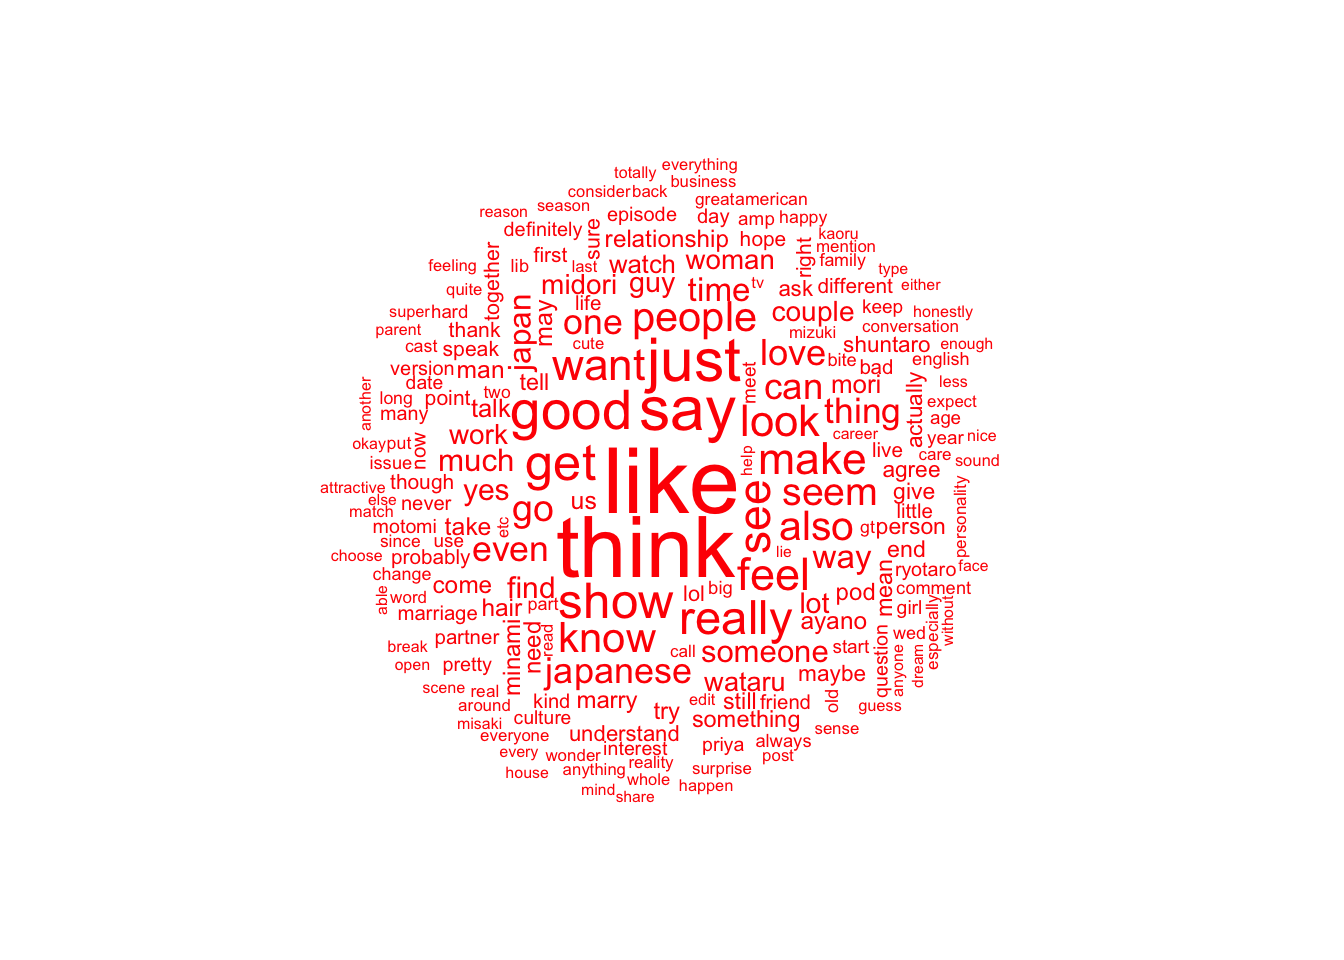 everything
totally
business
considerback
greatamerican
reason season episode day amp happy
definitely sure relationship hope right kaoru
mention
together first lib last watch woman family
feeling type
quite midori guy time tv ask different either
superhard japan may life one people couple keep honestly
parent thank cute mizuki conversation
cast speak want just love bite shuntaro enough
version man tell meet can bad english
date two mori less
another long point good say look thing actually expect
many talk age
okayput now work career year nice
issue much get like help make live agree care sound
attractive though yes see seem give
else never us little personality
match motomi take etc go also gtperson
since use think lie end
choose probably even feel way ryotaro face
change come find show lol big lot pod mean comment
able word marriage hair part really ayano girl especially without
partner need read know call someone start question wed
break minami maybe anyone dream
open pretty japanese wataru
scene real kind marry edit still friend old guess
around
misaki culture try something sense
everyone understand priya always
every wonder interest post
house anything reality surprise
whole happen
mind
share